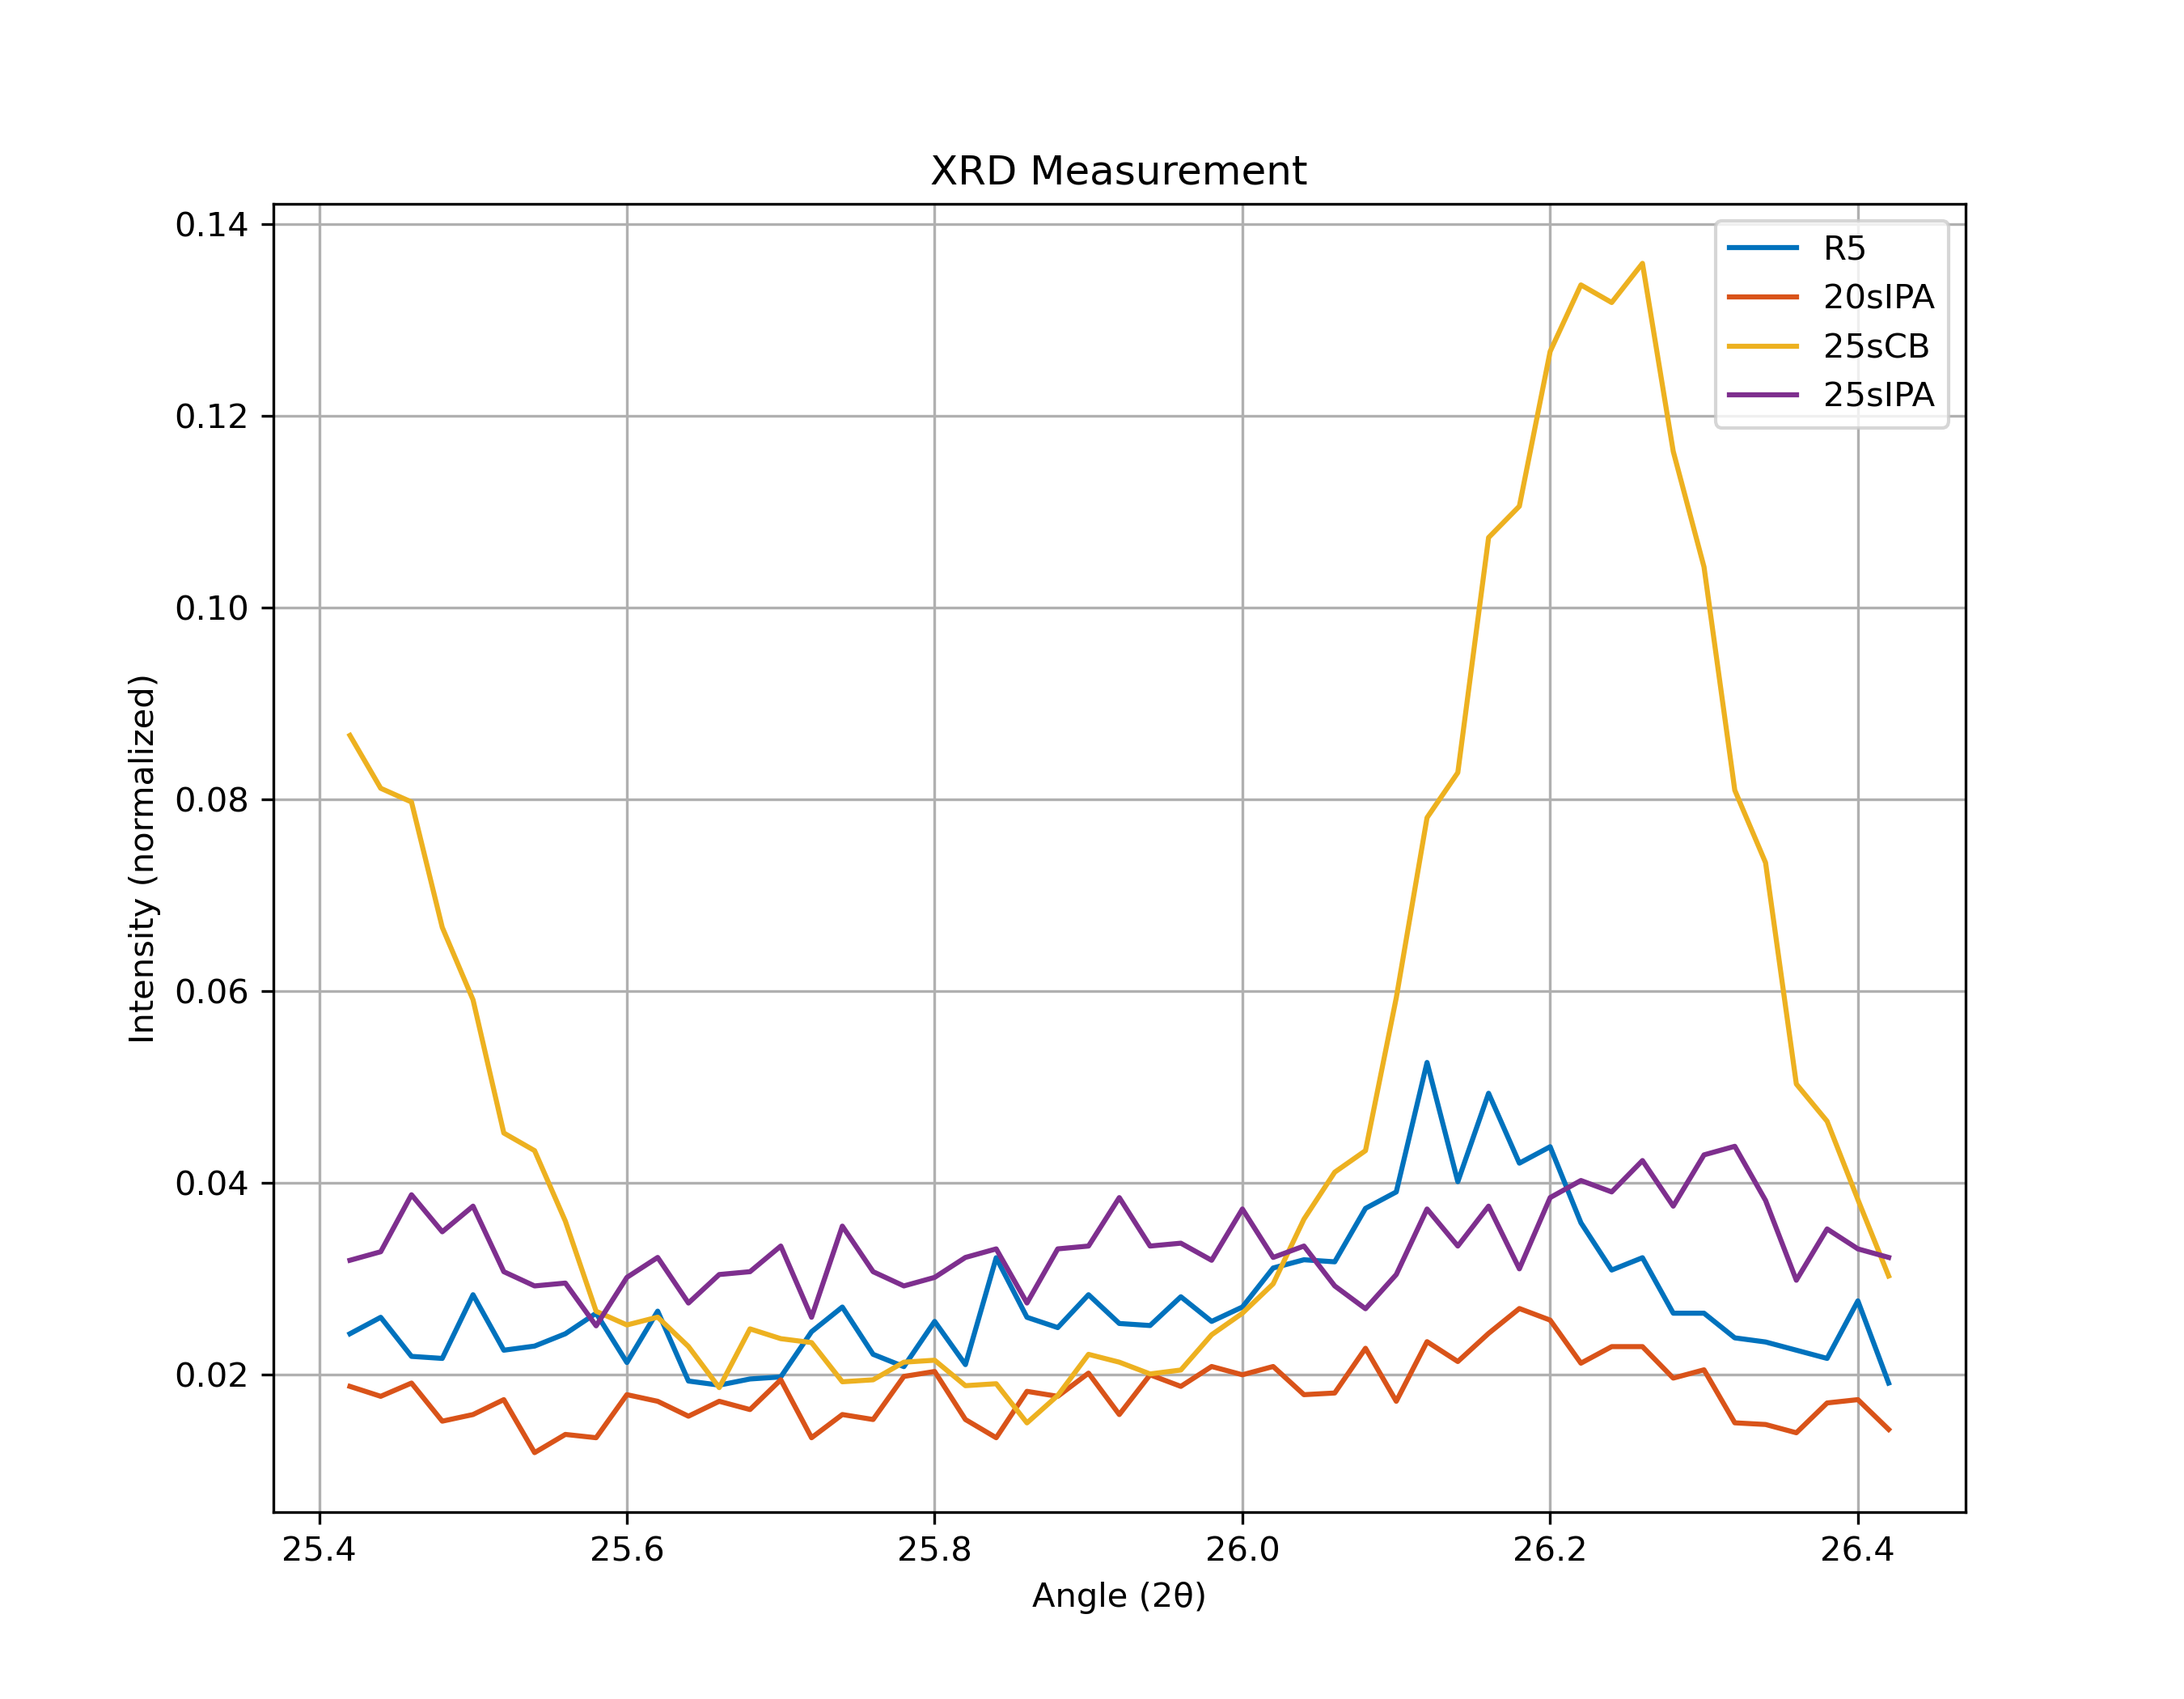 XRD Measurement
0.14
0.12
0.10
0.08
0.06
0.04
0.02
Intensity (normalized)
25.4 25.6 25.8 26.0 26.2 26.4
Angle (2θ)
R5
20sIPA
25sCB
25sIPA